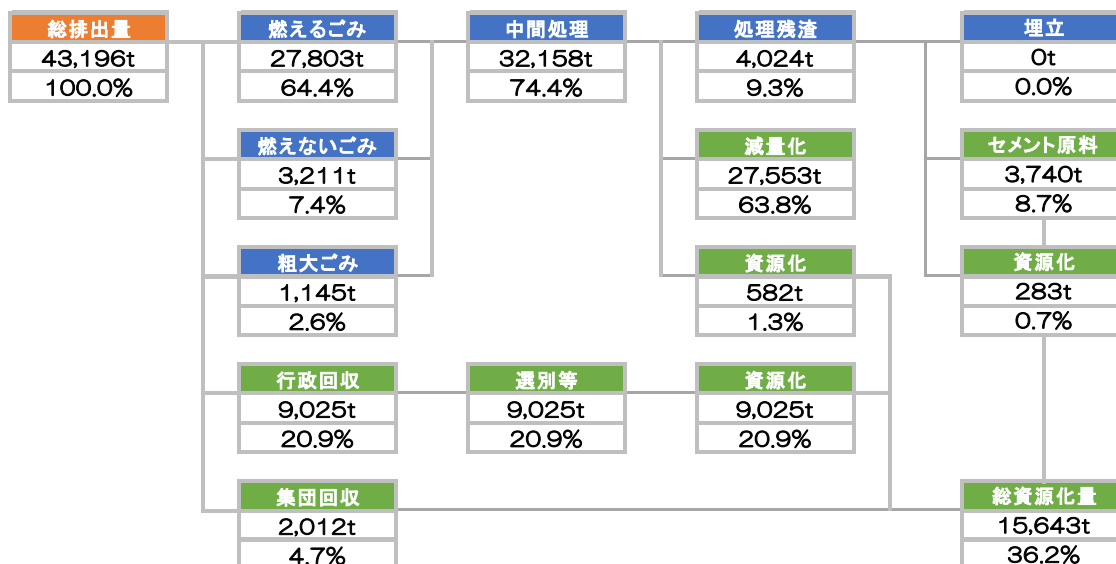 総排出量
43,196t
100.0%
燃えるごみ
27,803t
64.4%
中間処理
32,158t
74.4%
処理残渣
4,024t
9.3%
埋立
0t
0.0%
燃えないごみ
3,211t
7.4%
減量化
27,553t
63.8%
セメント原料
3,740t
8.7%
粗大ごみ
1,145t
2.6%
資源化
582t
1.3%
資源化
283t
0.7%
行政回収
9,025t
20.9%
選別等
9,025t
20.9%
資源化
9,025t
20.9%
集団回収
2,012t
4.7%
総資源化量
15,643t
36.2%